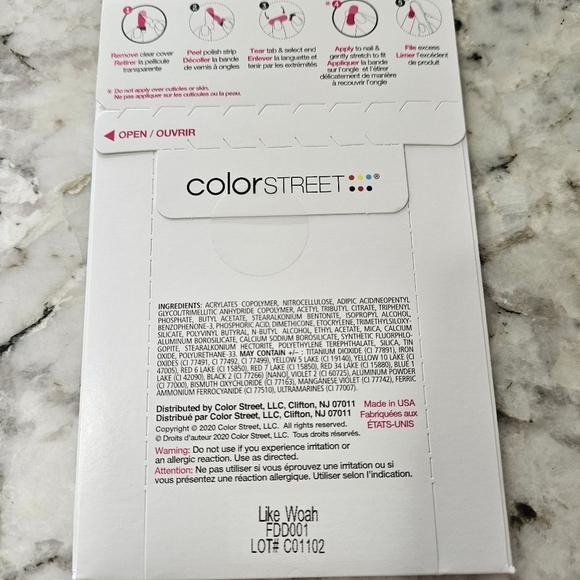 1 2 3 4 5
Remove clear cover
Retirer la pellicule
transparente
Peel polish strip
Décoller la bande
de vernis à ongles
Tear tab & select end
Enlever la languette et
tenir par les extrémités
Apply to nail &
gently stretch to fit
Appliquer la bande
sur l'ongle et l'étirer
délicatement de manière
à recouvrir l'ongle
File excess
Limer l'excédent
de produit
* Do not apply over cuticles or skin.
Ne pas appliquer sur les cuticules ou la peau.
OPEN / OUVRIR
colorSTREET ®
INGREDIENTS: ACRYLATES COPOLYMER, NITROCELLULOSE, ADIPIC ACID/NEOPENTYL
GLYCOL/TRIMELLITIC ANHYDRIDE COPOLYMER, ACETYL TRIBUTYL CITRATE, TRIPHENYL
PHOSPHATE, BUTYL ACETATE, STEARALKONIUM BENTONITE, ISOPROPYL ALCOHOL,
BENZOPHENONE-3, PHOSPHORIC ACID, DIMETHICONE, ETOCRYLENE, TRIMETHYLSILOXY-
SILICATE, POLYVINYL BUTYRAL, N-BUTYL ALCOHOL, ETHYL ACETATE, MICA, CALCIUM
ALUMINUM BOROSILICATE, CALCIUM SODIUM BOROSILICATE, SYNTHETIC FLUORPHLO-
GOPITE, STEARALKONIUM HECTORITE, POLYETHYLENE TEREPHTHALATE, SILICA, TIN
OXIDE, POLYURETHANE-33. MAY CONTAIN +/– : TITANIUM DIOXIDE (CI 77891), IRON
OXIDES (CI 77491, CI 77492, CI 77499), YELLOW 5 LAKE (CI 19140), YELLOW 10 LAKE (CI
47005), RED 6 LAKE (CI 15850), RED 7 LAKE (CI 15850), RED 34 LAKE (CI 15880), BLUE 1
LAKE (CI 42090), BLACK 2 (CI 77266) [NANO], VIOLET 2 (CI 60725), ALUMINUM POWDER
(CI 77000), BISMUTH OXYCHLORIDE (CI 77163), MANGANESE VIOLET (CI 77742), FERRIC
AMMONIUM FERROCYANIDE (CI 77510), ULTRAMARINES (CI 77007).
Distributed by Color Street, LLC, Clifton, NJ 07011
Distribué par Color Street, LLC, Clifton, NJ 07011
Made in USA
Fabriquées aux
ÉTATS-UNIS
Copyright © 2020 Color Street, LLC. All rights reserved.
© Droits d'auteur 2020 Color Street, LLC. Tous droits réservés.
Warning: Do not use if you experience irritation or
an allergic reaction. Use as directed.
Attention: Ne pas utiliser si vous éprouvez une irritation ou si
vous présentez une réaction allergique. Utiliser selon l'indication.
Like Woah
FDD001
LOT# C01102